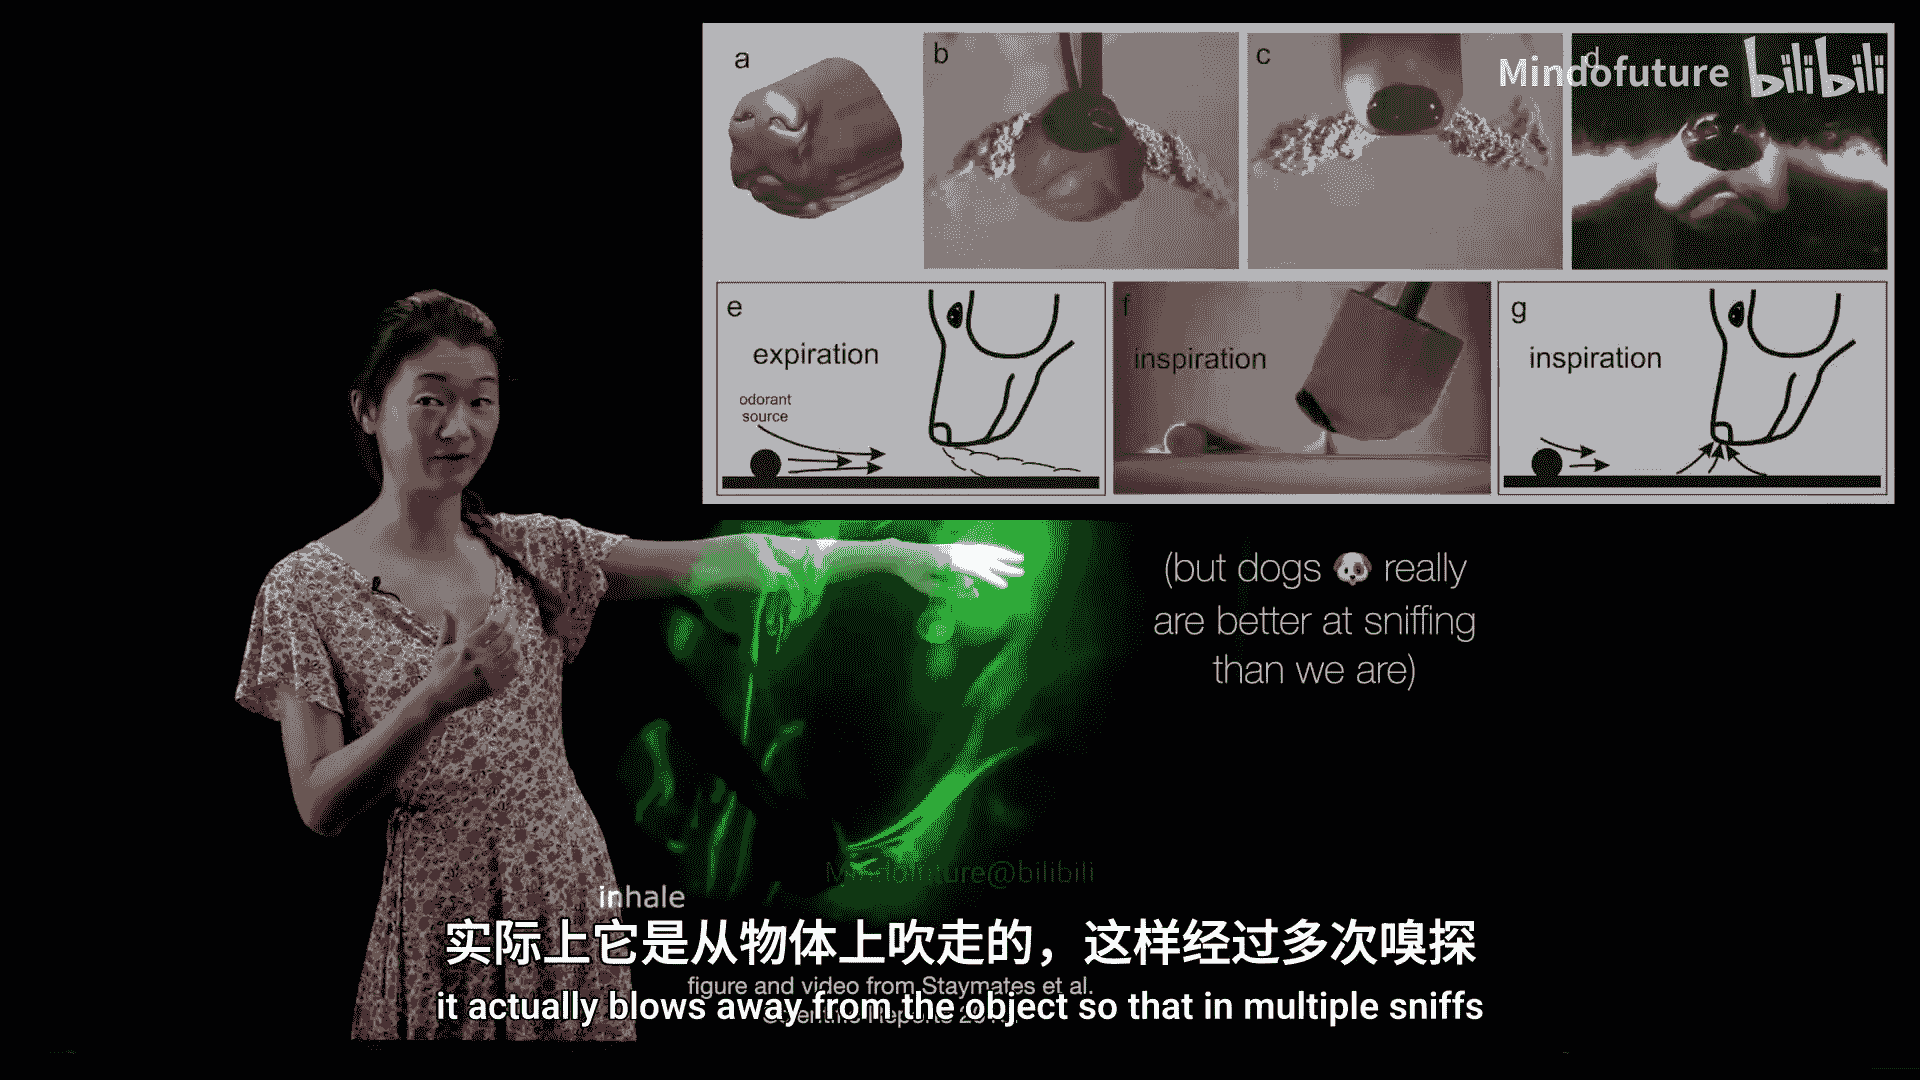 a
b
c
d
Mindofuture bilibili
e
expiration
odorant
source
f
inspiration
g
inspiration
(but dogs 🐶 really
are better at sniffing
than we are)
Mindofuture@bilibili
inhale
实际上它是从物体上吹走的，这样经过多次嗅探
figure and video from Staymates et al.
it actually blows away from the object so that in multiple sniffs
Scientific Reports